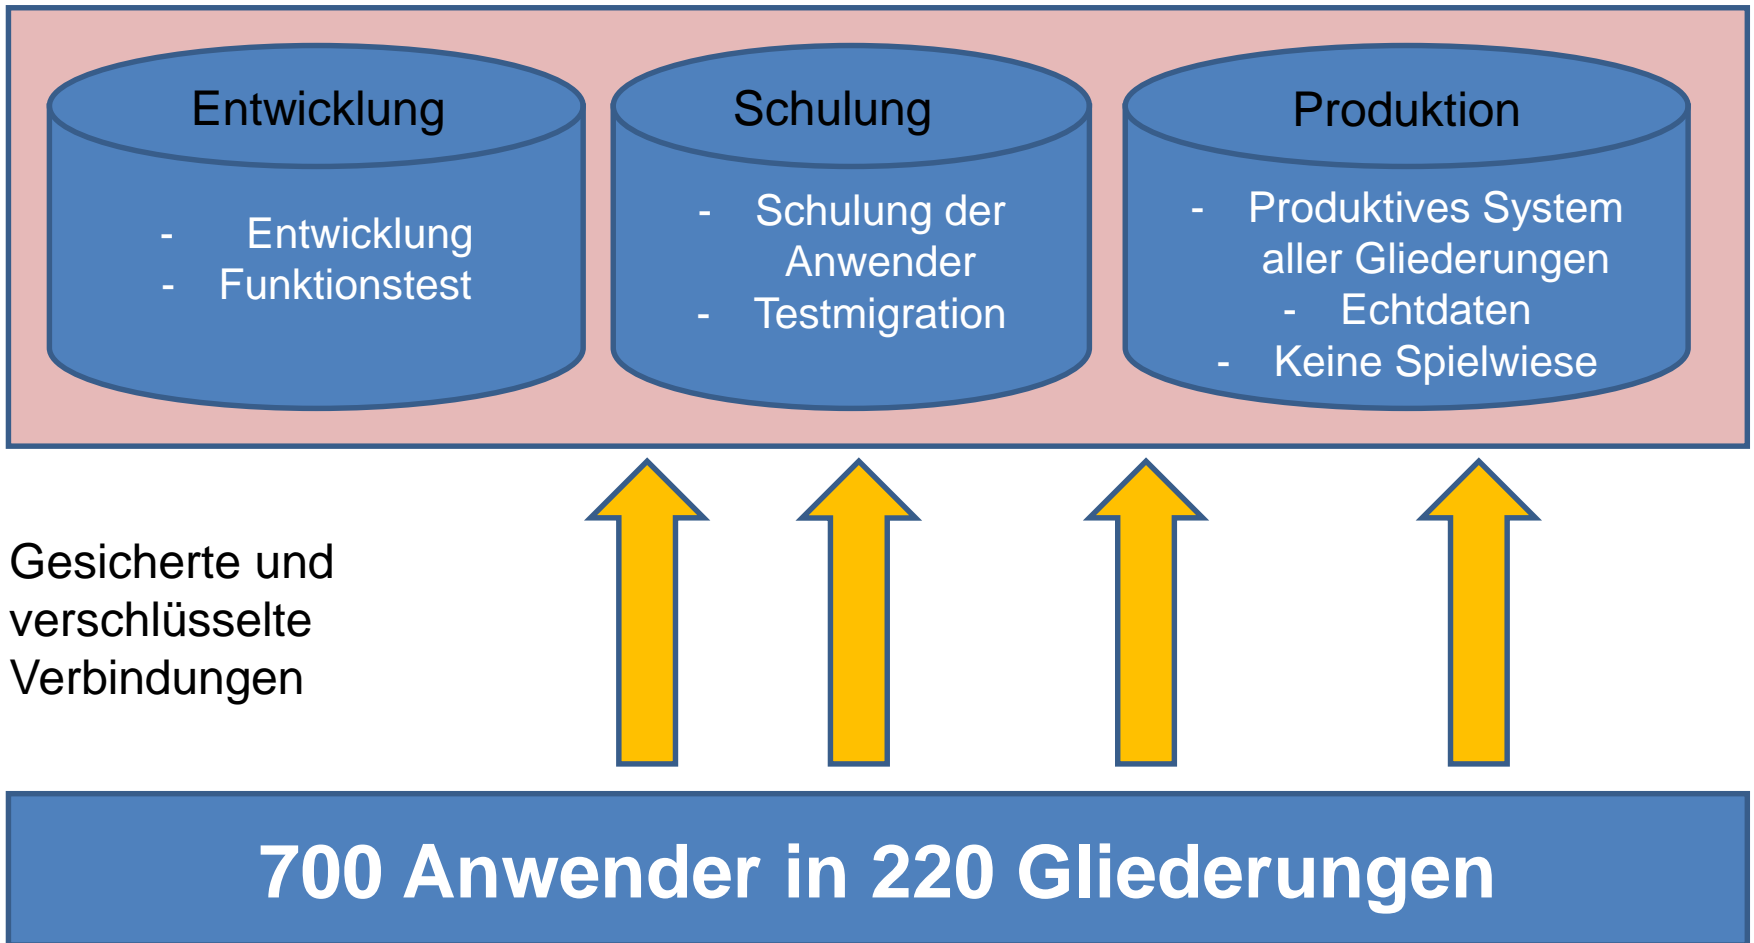 Entwicklung
- Entwicklung
- Funktionstest
Schulung
- Schulung der
Anwender
- Testmigration
Produktion
- Produktives System
aller Gliederungen
- Echtdaten
- Keine Spielwiese
Gesicherte und
verschlüsselte
Verbindungen
700 Anwender in 220 Gliederungen